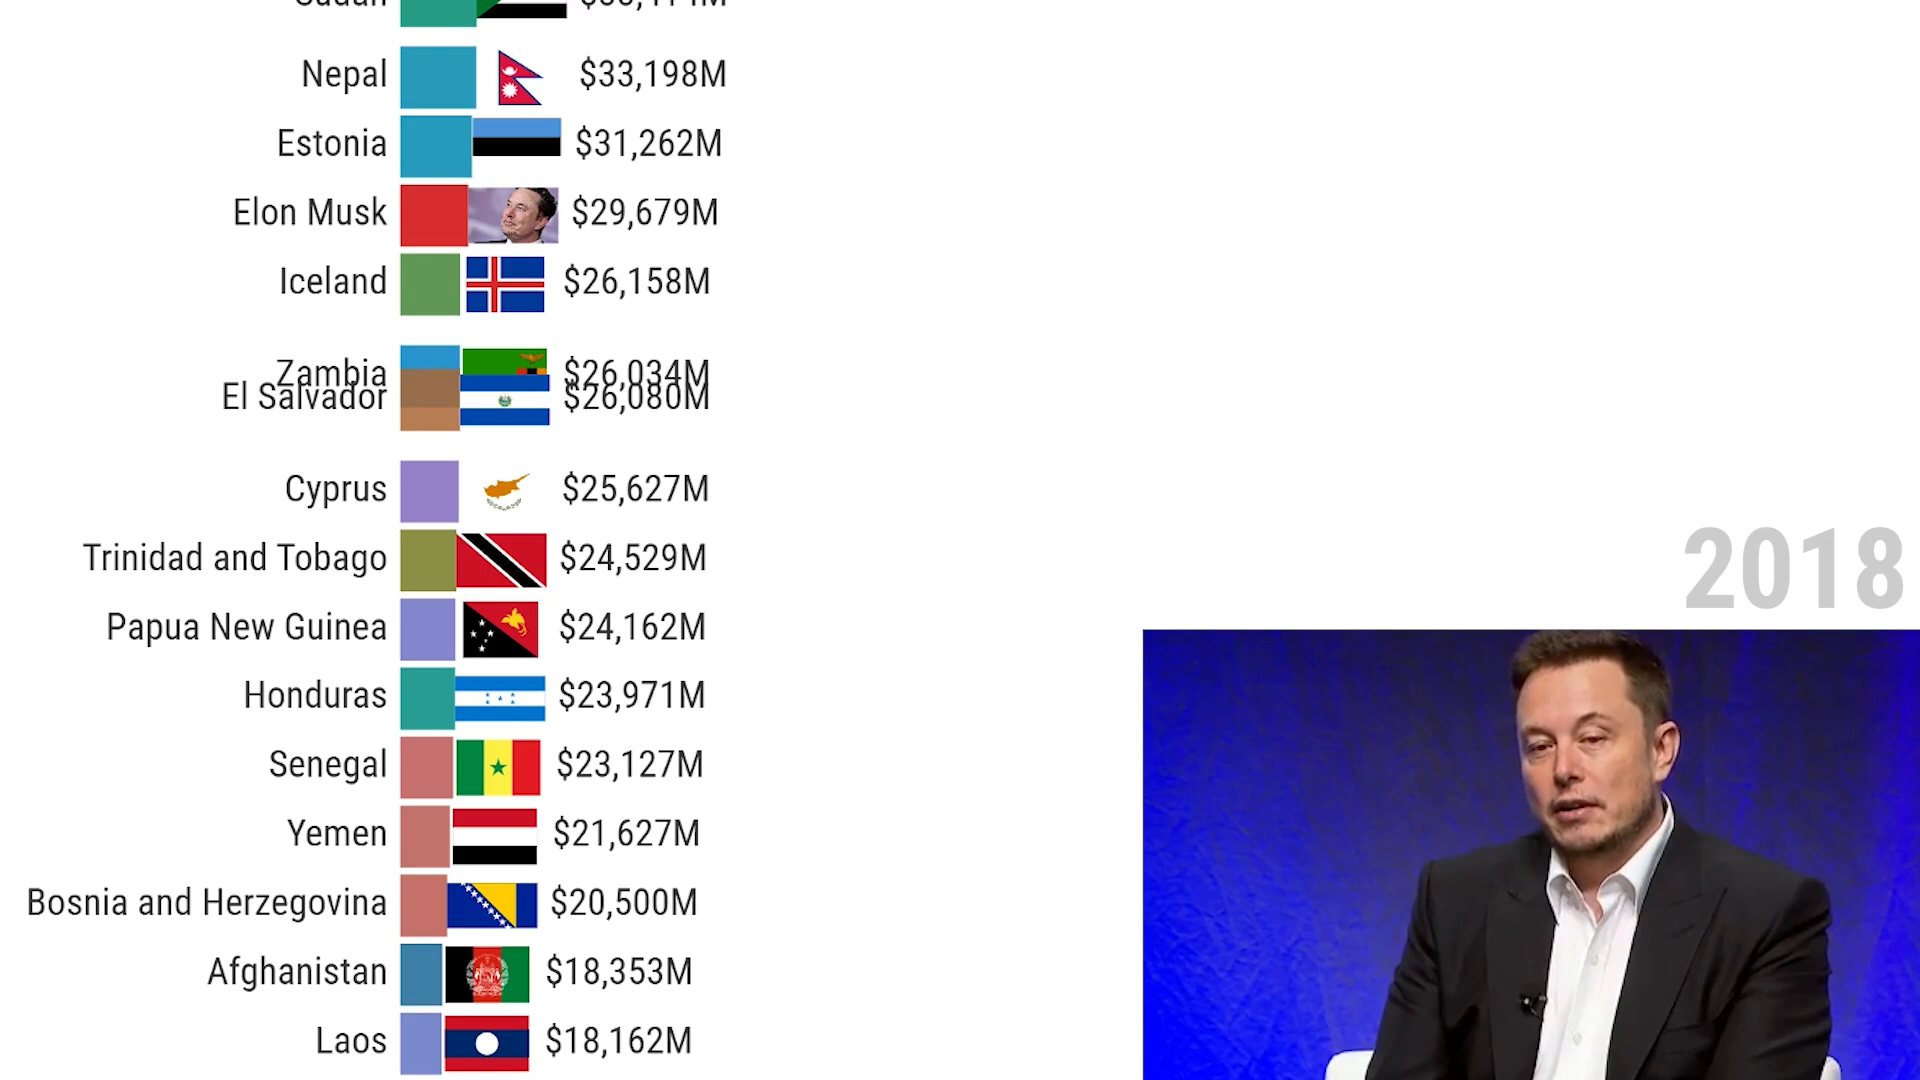 Sudan
Nepal $33,198M
Estonia $31,262M
Elon Musk $29,679M
Iceland $26,158M
Zambia $26,034M
El Salvador $26,080M
Cyprus $25,627M
Trinidad and Tobago $24,529M
2018
Papua New Guinea $24,162M
Honduras $23,971M
Senegal $23,127M
Yemen $21,627M
Bosnia and Herzegovina $20,500M
Afghanistan $18,353M
Laos $18,162M